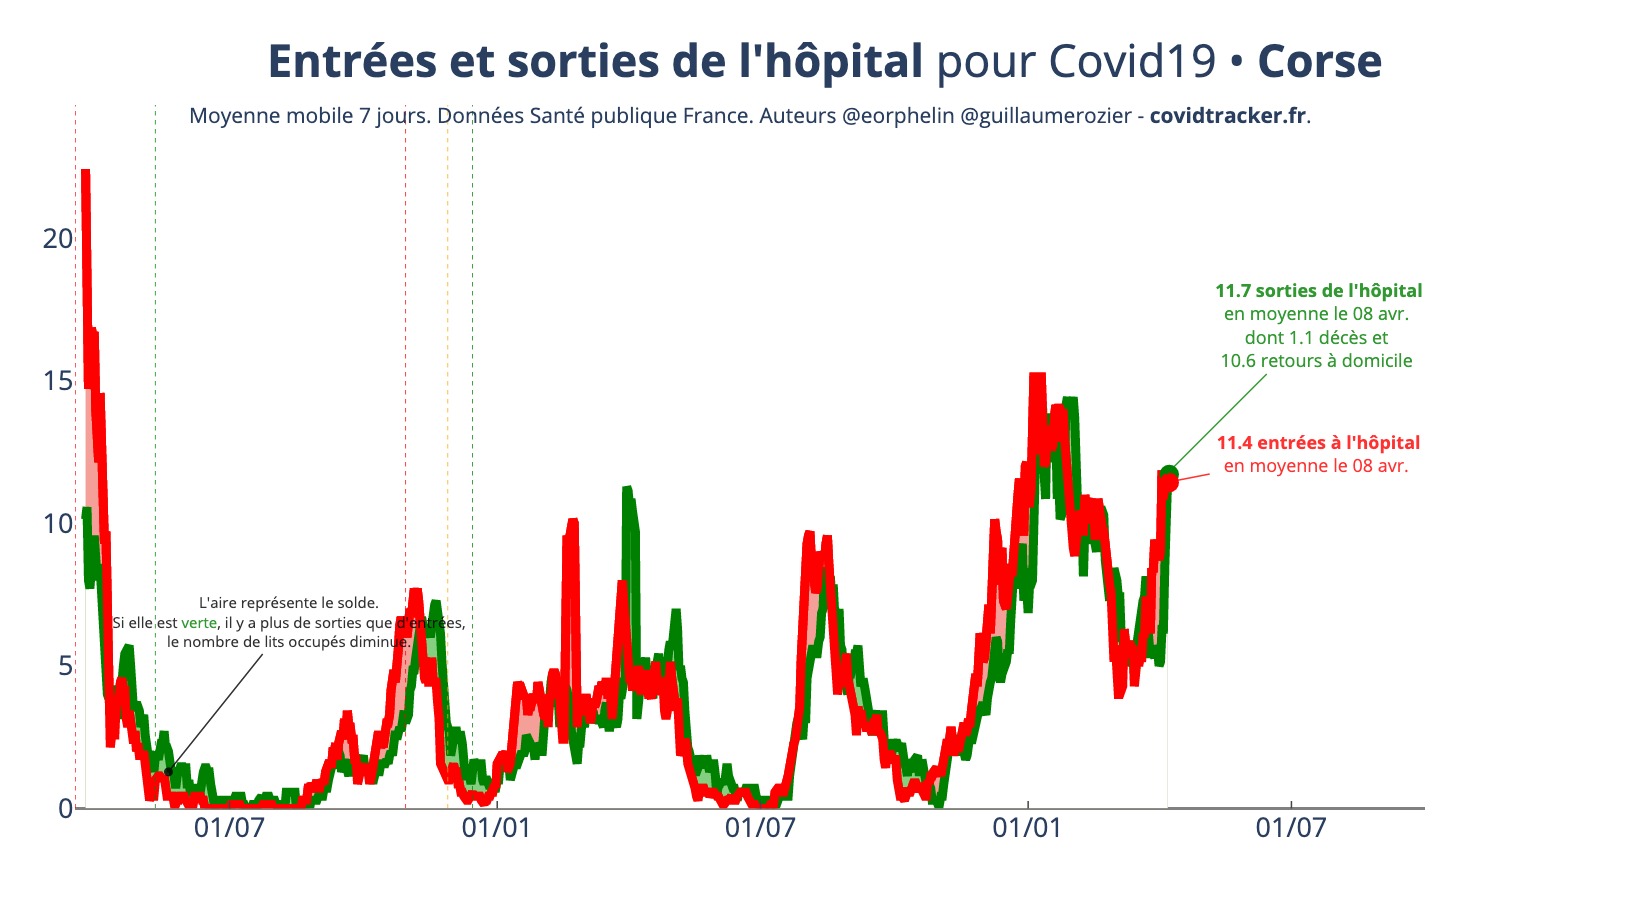 Entrées et sorties de l'hôpital pour Covid19 • Corse
Moyenne mobile 7 jours. Données Santé publique France. Auteurs @eorphelin @guillaumerozier - covidtracker.fr.
20
15
10
5
0
11.7 sorties de l'hôpital
en moyenne le 08 avr.
dont 1.1 décès et
10.6 retours à domicile
11.4 entrées à l'hôpital
en moyenne le 08 avr.
L'aire représente le solde.
Si elle est verte, il y a plus de sorties que d'entrées,
le nombre de lits occupés diminue.
01/07
01/01
01/07
01/01
01/07